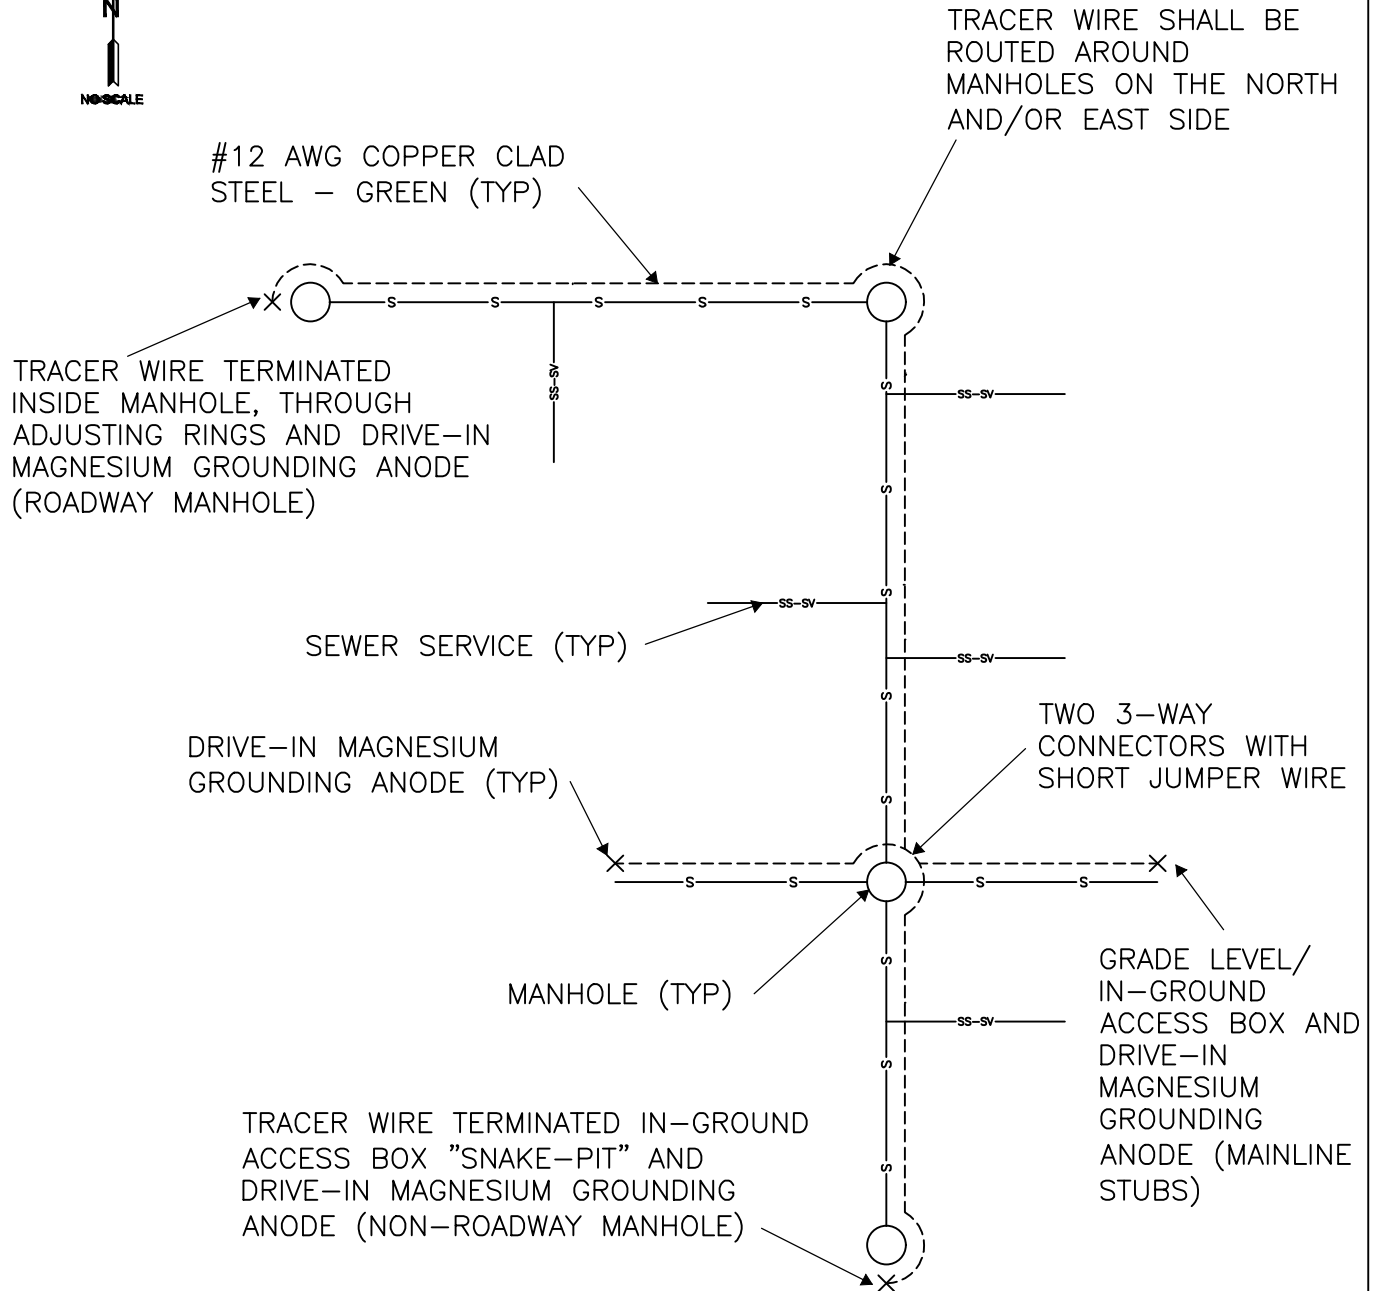 N
NO SCALE
TRACER WIRE SHALL BE
ROUTED AROUND
MANHOLES ON THE NORTH
AND/OR EAST SIDE
#12 AWG COPPER CLAD
STEEL – GREEN (TYP)
S
S
S
S
S
TRACER WIRE TERMINATED
INSIDE MANHOLE, THROUGH
ADJUSTING RINGS AND DRIVE–IN
MAGNESIUM GROUNDING ANODE
(ROADWAY MANHOLE)
SS–SV
S
SS–SV
S
S
SS–SV
SEWER SERVICE (TYP)
SS–SV
S
TWO 3–WAY
CONNECTORS WITH
SHORT JUMPER WIRE
DRIVE–IN MAGNESIUM
GROUNDING ANODE (TYP)
S
S
S
S
S
S
MANHOLE (TYP)
GRADE LEVEL/
IN–GROUND
ACCESS BOX AND
DRIVE–IN
MAGNESIUM
GROUNDING
ANODE (MAINLINE
STUBS)
SS–SV
S
TRACER WIRE TERMINATED IN–GROUND
ACCESS BOX ”SNAKE–PIT” AND
DRIVE–IN MAGNESIUM GROUNDING
ANODE (NON–ROADWAY MANHOLE)
S